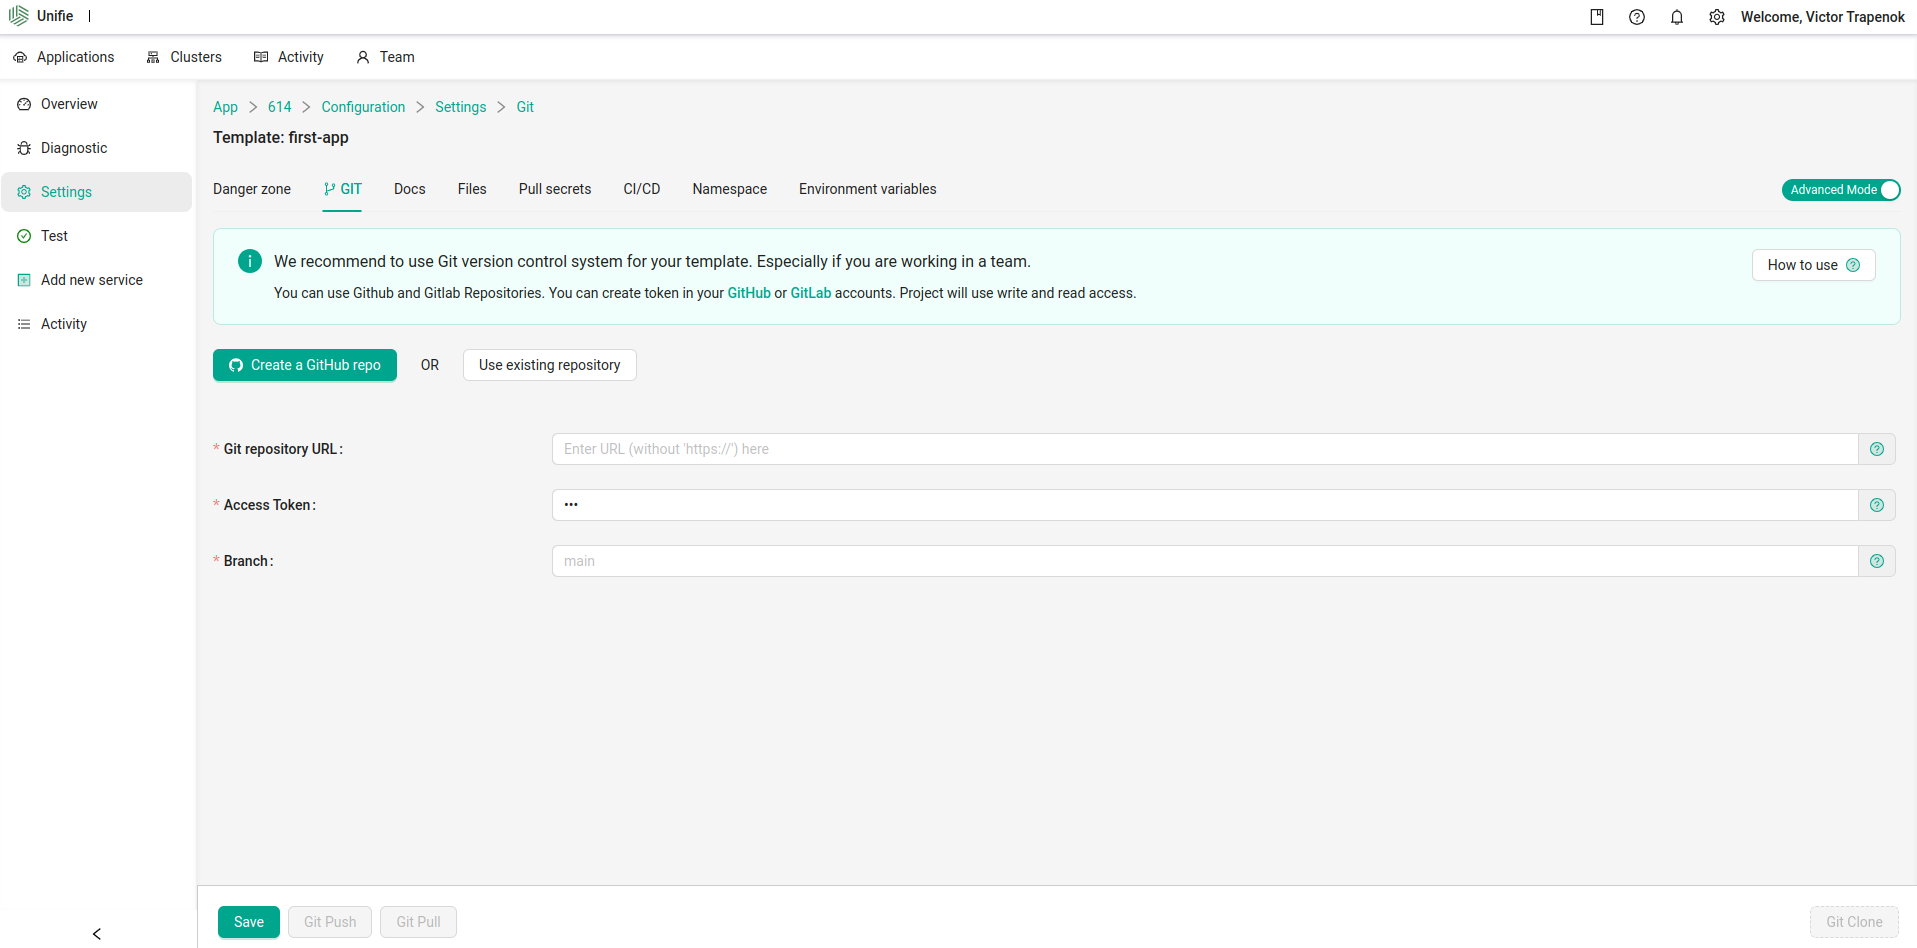 Unifie
Welcome, Victor Trapenok
Applications
Clusters
Activity
Team
Overview
Diagnostic
Settings
Test
Add new service
Activity
App > 614 > Configuration > Settings > Git
Template: first-app
Danger zone
GIT
Docs
Files
Pull secrets
CI/CD
Namespace
Environment variables
Advanced Mode
We recommend to use Git version control system for your template. Especially if you are working in a team.
How to use
You can use Github and Gitlab Repositories. You can create token in your GitHub or GitLab accounts. Project will use write and read access.
Create a GitHub repo
OR
Use existing repository
* Git repository URL:
Enter URL (without 'https://') here
* Access Token:
•••
* Branch:
main
Save
Git Push
Git Pull
Git Clone